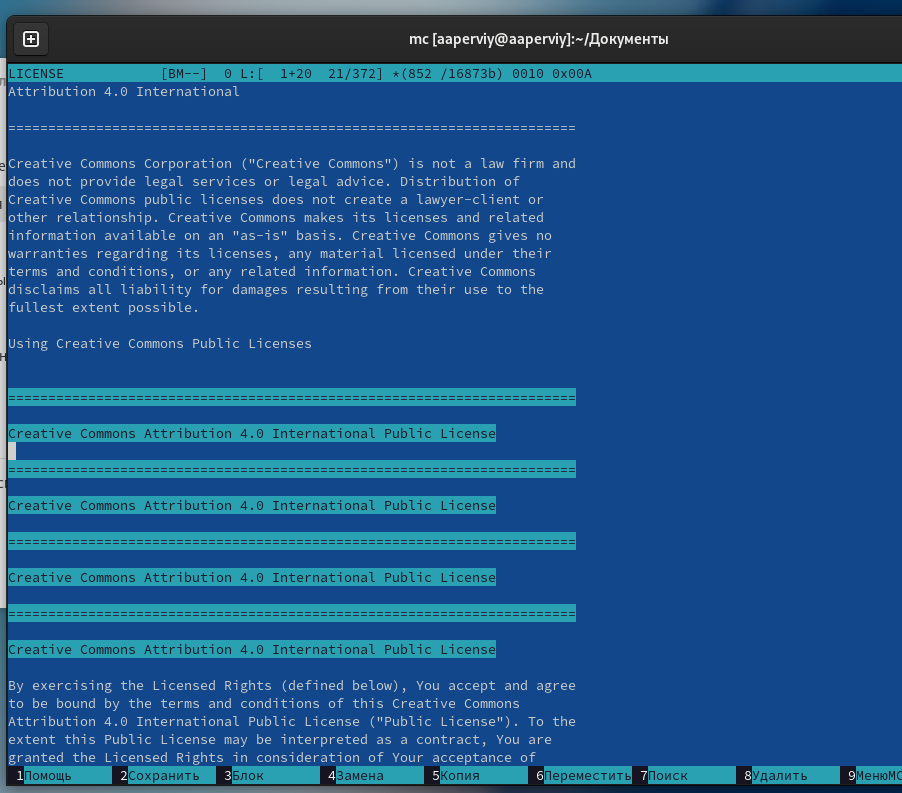 mc [aaperviy@aaperviy]:~/Документы
LICENSE            [BM--]  0 L:[  1+20  21/372] *(852 /16873b) 0010 0x00A
Attribution 4.0 International
=======================================================================
Creative Commons Corporation ("Creative Commons") is not a law firm and
does not provide legal services or legal advice. Distribution of
Creative Commons public licenses does not create a lawyer-client or
other relationship. Creative Commons makes its licenses and related
information available on an "as-is" basis. Creative Commons gives no
warranties regarding its licenses, any material licensed under their
terms and conditions, or any related information. Creative Commons
disclaims all liability for damages resulting from their use to the
fullest extent possible.
Using Creative Commons Public Licenses
=======================================================================
Creative Commons Attribution 4.0 International Public License
=======================================================================
Creative Commons Attribution 4.0 International Public License
=======================================================================
Creative Commons Attribution 4.0 International Public License
=======================================================================
Creative Commons Attribution 4.0 International Public License
By exercising the Licensed Rights (defined below), You accept and agree
to be bound by the terms and conditions of this Creative Commons
Attribution 4.0 International Public License ("Public License"). To the
extent this Public License may be interpreted as a contract, You are
granted the Licensed Rights in consideration of Your acceptance of
1Помощь 2Сохранить 3Блок 4Замена 5Копия 6Переместить 7Поиск 8Удалить 9МенюМС